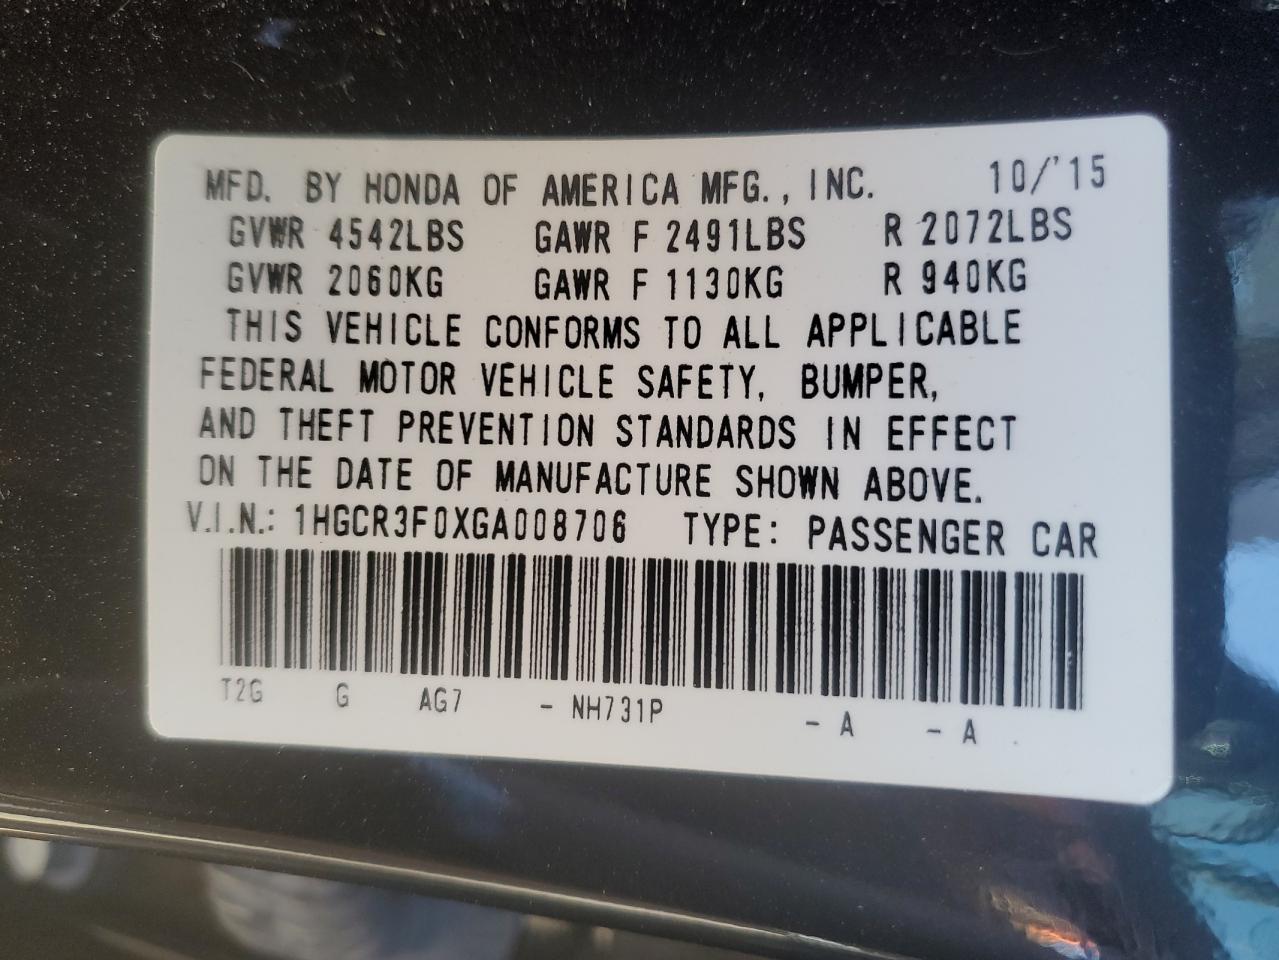 MFD. BY HONDA OF AMERICA MFG., INC. 10/'15
GVWR 4542LBS GAWR F 2491LBS R 2072LBS
GVWR 2060KG GAWR F 1130KG R 940KG
THIS VEHICLE CONFORMS TO ALL APPLICABLE
FEDERAL MOTOR VEHICLE SAFETY, BUMPER,
AND THEFT PREVENTION STANDARDS IN EFFECT
ON THE DATE OF MANUFACTURE SHOWN ABOVE.
V.I.N.: 1HGCR3F0XGA008706 TYPE: PASSENGER CAR
T2G G AG7 - NH731P - A - A